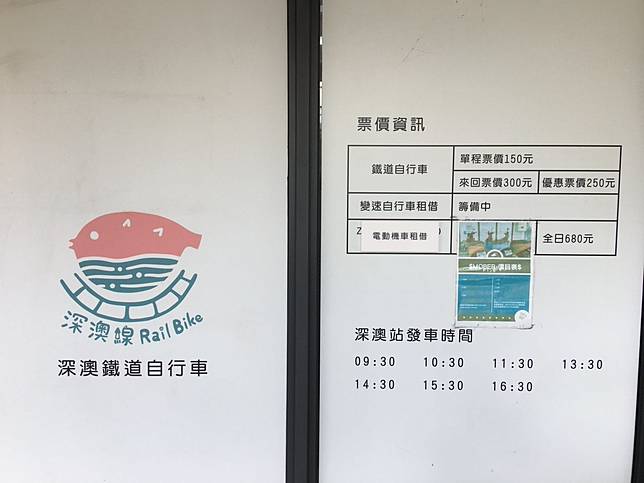 深澳線 Rail Bike
深澳鐵道自行車
票價資訊
鐵道自行車
單程票價150元
來回票價300元 優惠票價250元
變速自行車租借 籌備中
電動機車租借 全日680元
深澳站發車時間
09:30 10:30 11:30 13:30
14:30 15:30 16:30